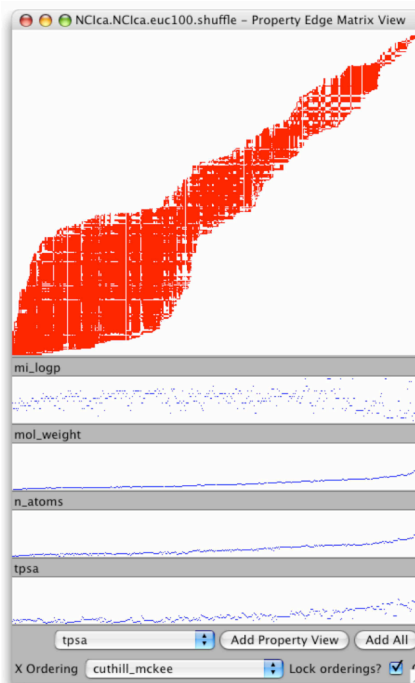 NCIca.NCIca.euc100.shuffle – Property Edge Matrix View
mi_logp
mol_weight
n_atoms
tpsa
tpsa Add Property View Add All
X Ordering cuthill_mckee Lock orderings?